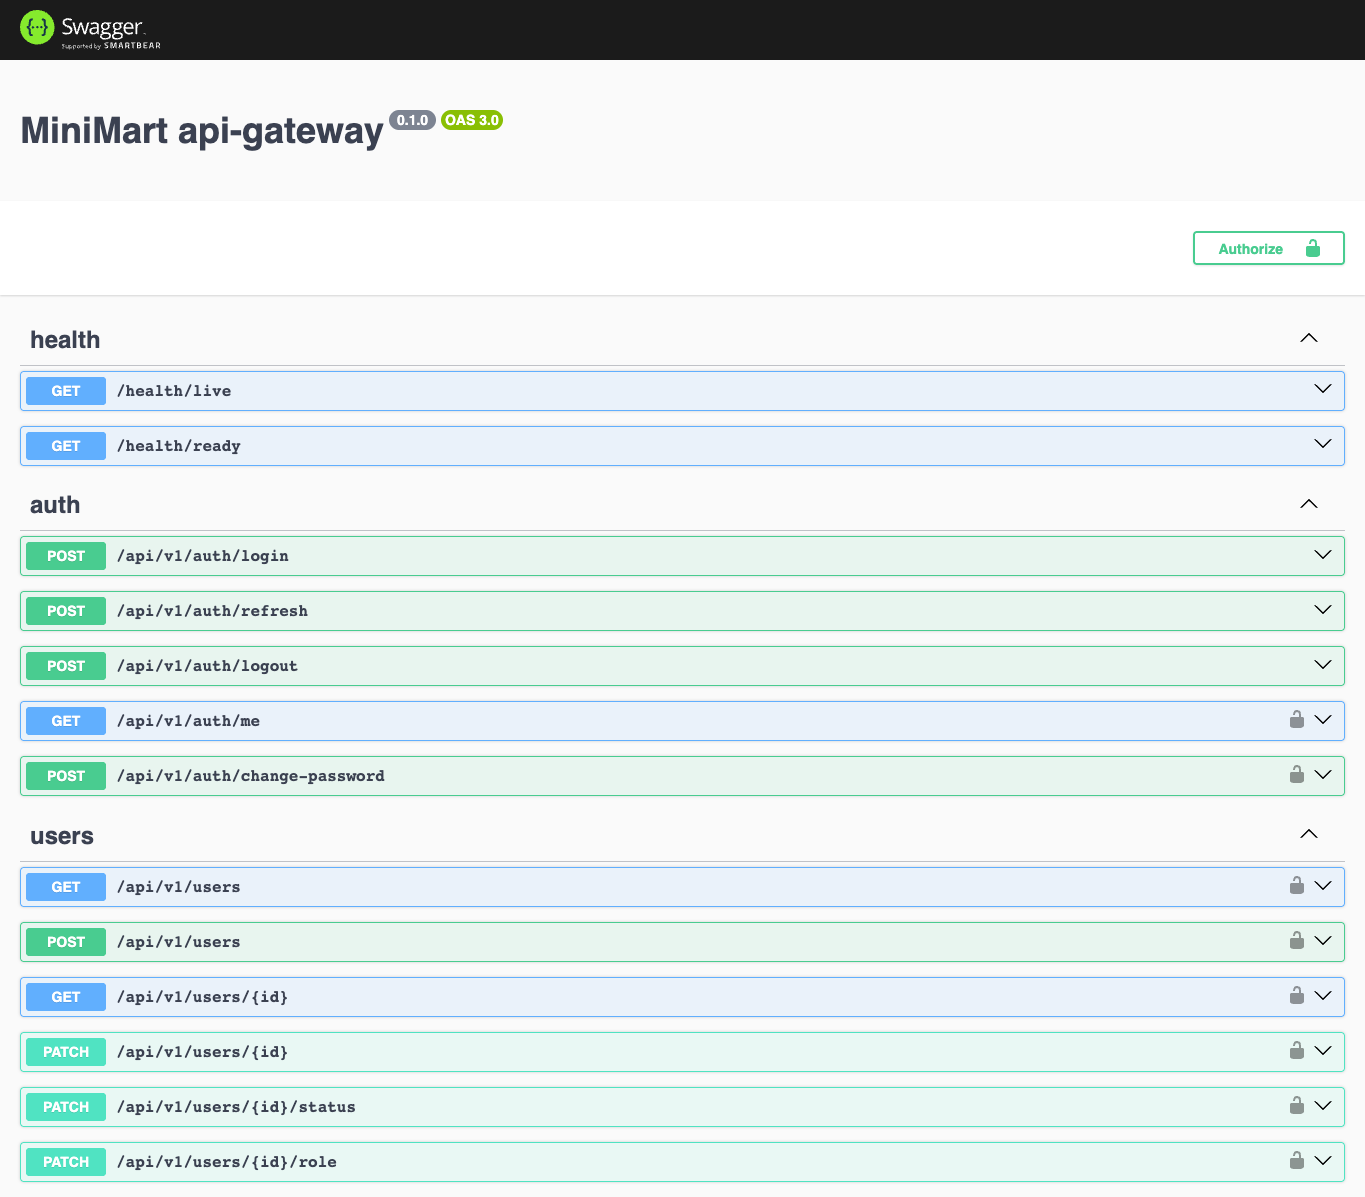 Swagger
Supported by SMARTBEAR
MiniMart api-gateway 0.1.0 OAS 3.0
Authorize
health
GET /health/live
GET /health/ready
auth
POST /api/v1/auth/login
POST /api/v1/auth/refresh
POST /api/v1/auth/logout
GET /api/v1/auth/me
POST /api/v1/auth/change-password
users
GET /api/v1/users
POST /api/v1/users
GET /api/v1/users/{id}
PATCH /api/v1/users/{id}
PATCH /api/v1/users/{id}/status
PATCH /api/v1/users/{id}/role